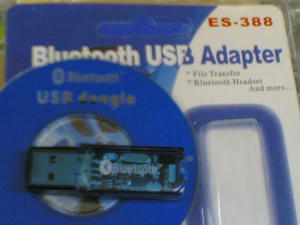 ES-388
Bluetooth USB Adapter
* File Transfer
* Bluetooth Headset
And more...
Bluetooth
USB dongle
Bluetooth